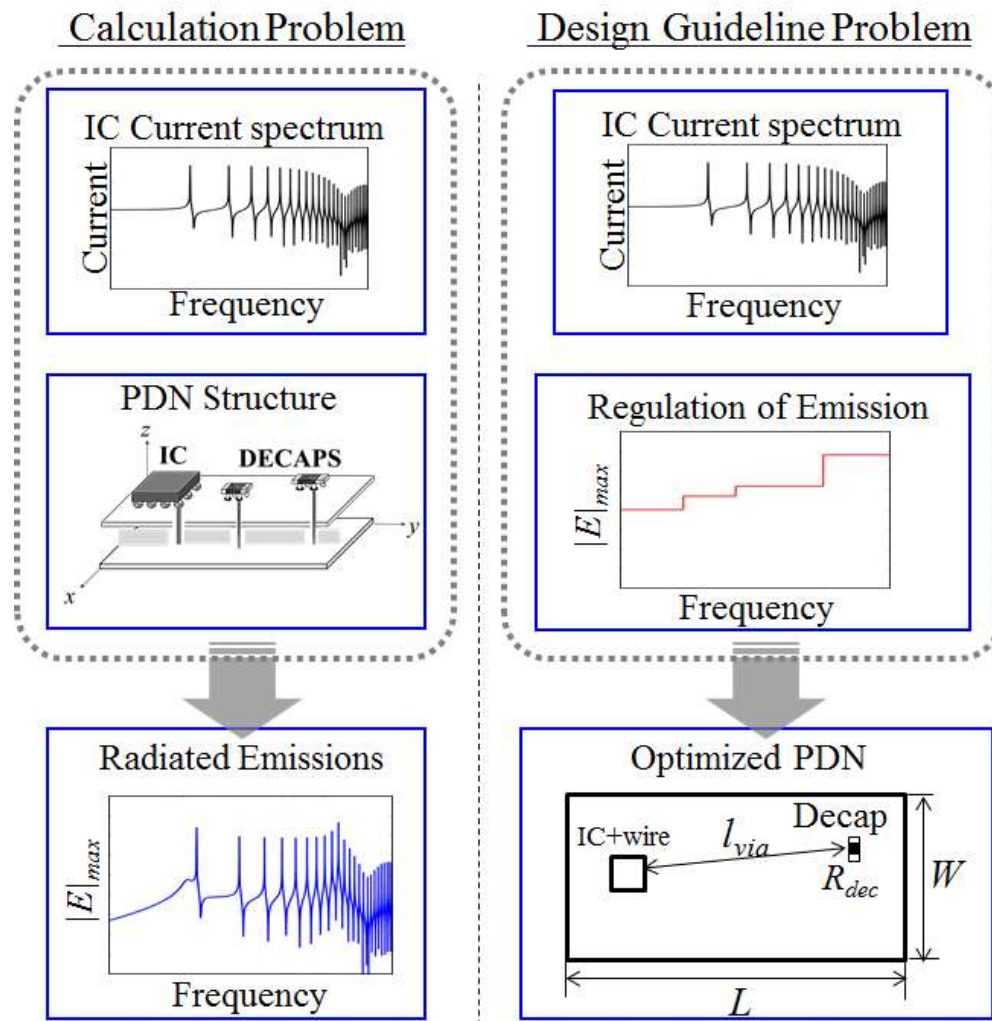 Calculation Problem
IC Current spectrum
Current
Frequency
PDN Structure
z
IC
DECAPS
y
x
Radiated Emissions
|E|max
Frequency
Design Guideline Problem
IC Current spectrum
Current
Frequency
Regulation of Emission
|E|max
Frequency
Optimized PDN
Decap
IC+wire
lvia
Rdec
W
L